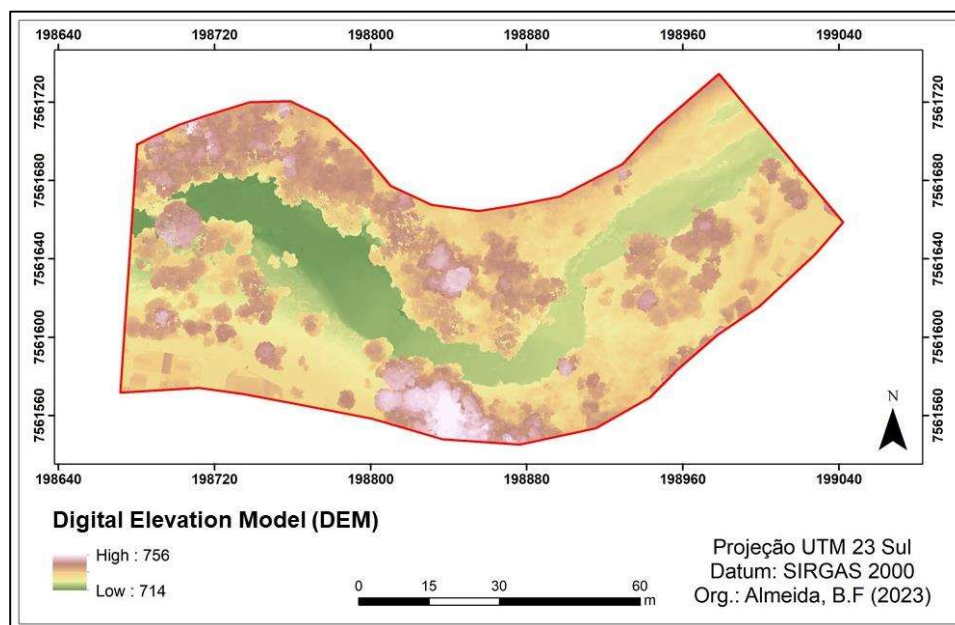 198640 198720 198800 198880 198960 199040
7561720 7561720
7561680 7561680
7561640 7561640
7561600 7561600
7561560 7561560
N
198640 198720 198800 198880 198960 199040
Digital Elevation Model (DEM)
High : 756
Low : 714
0 15 30 60
m
Projeção UTM 23 Sul
Datum: SIRGAS 2000
Org.: Almeida, B.F (2023)